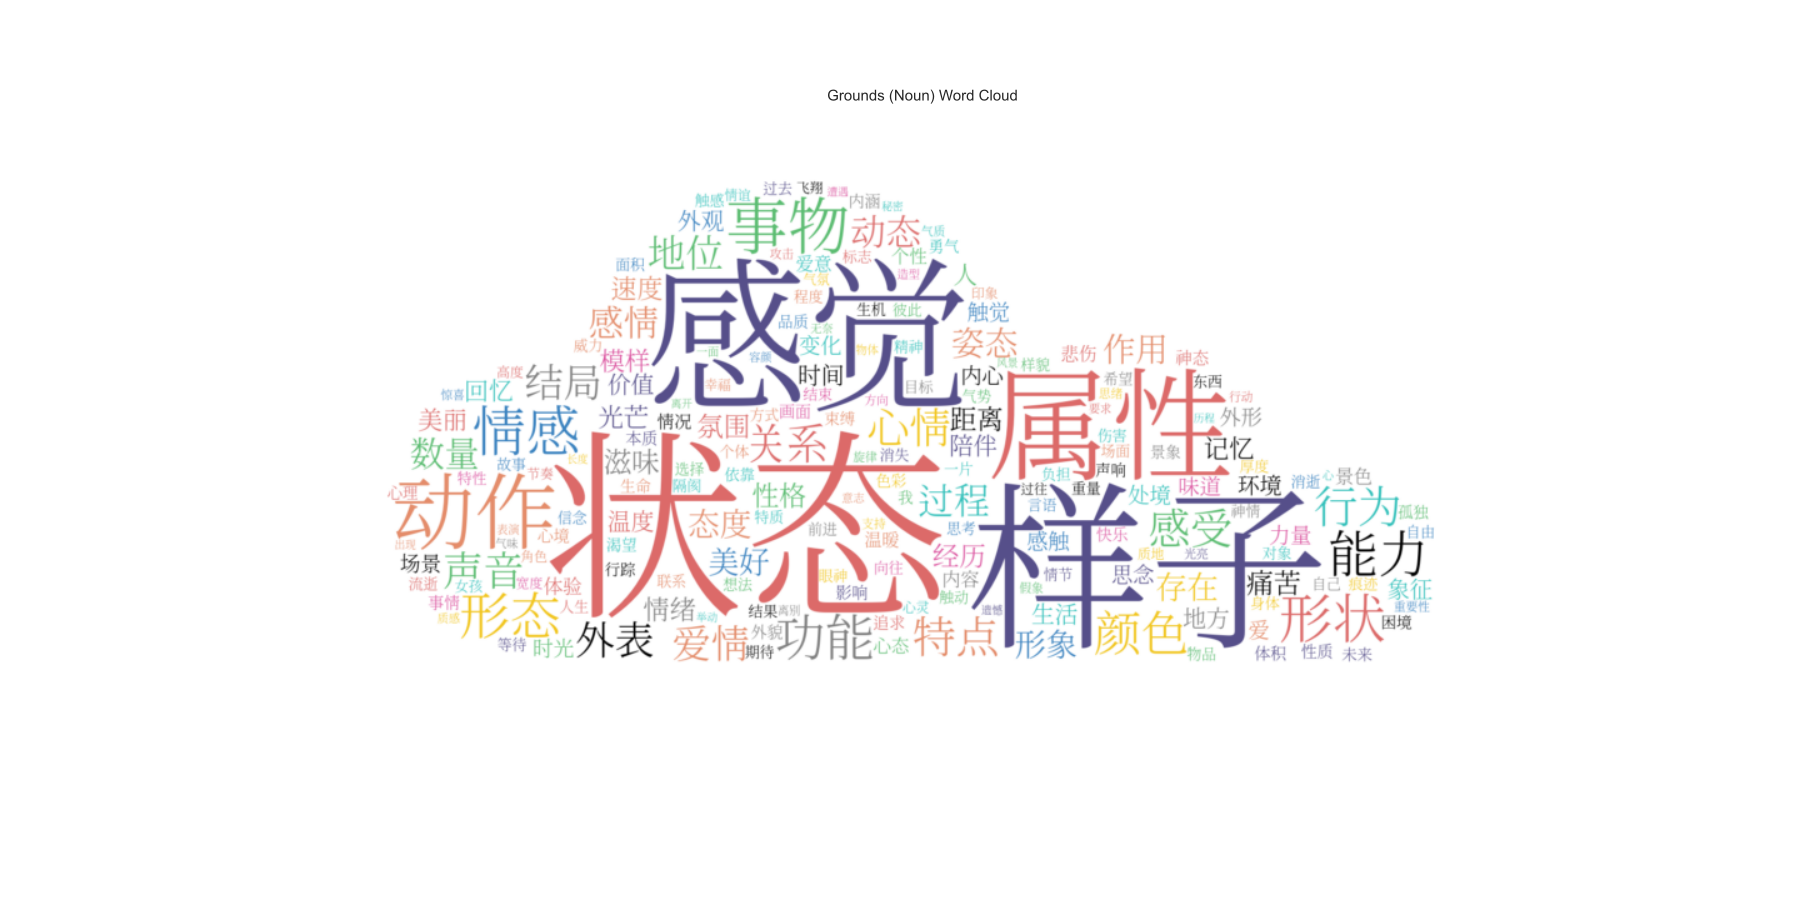 Grounds (Noun) Word Cloud
过去
飞翔
遭遇
触感
情谊
内涵
秘密
外观
事物
动态
气质
勇气
地位
攻击
标志
个性
面积
爱意
造型
人
速度
气氛
程度
感觉
印象
感情
生机
彼此
触觉
品质
无奈
姿态
威力
模样
一面
容颜
变化
物体
精神
风景
样貌
悲伤
作用
神态
高度
回忆
结局
价值
幸福
时间
目标
内心
希望
东西
惊喜
离开
结束
方向
气势
属性
思绪
行动
美丽
情感
光芒
情况
氛围
方式
画面
束缚
心情
距离
要求
历程
外形
数量
本质
关系
陪伴
伤害
记忆
故事
滋味
选择
个体
旋律
消失
场面
景象
长度
特性
节奏
生命
隔阂
依靠
色彩
一片
负担
声响
厚度
心
景色
心理
动作
状态
性格
意志
我
过程
过往
重量
处境
味道
环境
消逝
信念
温度
态度
特质
前进
支持
思考
言语
样子
感受
神情
行为
孤独
表演
气味
心境
出现
渴望
温暖
感触
快乐
力量
自由
场景
声音
角色
行踪
美好
经历
质地
光亮
对象
能力
流逝
女孩
宽度
体验
联系
想法
眼神
向往
内容
情节
思念
存在
痛苦
自己
痕迹
象征
事情
形态
人生
情绪
举动
结果
离别
影响
心灵
触动
假象
遗憾
生活
地方
身体
重要性
质感
爱
形状
困境
等待
时光
外表
爱情
外貌
期待
功能
心态
追求
特点
形象
颜色
物品
体积
性质
未来